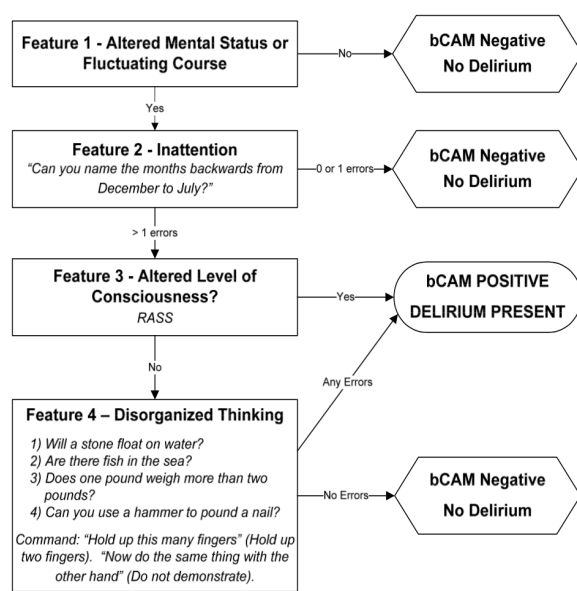 Feature 1 - Altered Mental Status or
Fluctuating Course
No
bCAM Negative
No Delirium
Yes
Feature 2 - Inattention
“Can you name the months backwards from
December to July?”
0 or 1 errors
bCAM Negative
No Delirium
> 1 errors
Feature 3 - Altered Level of
Consciousness?
RASS
Yes
bCAM POSITIVE
DELIRIUM PRESENT
No
Any Errors
Feature 4 – Disorganized Thinking
1) Will a stone float on water?
2) Are there fish in the sea?
3) Does one pound weigh more than two
pounds?
4) Can you use a hammer to pound a nail?
Command: “Hold up this many fingers” (Hold up
two fingers). “Now do the same thing with the
other hand” (Do not demonstrate).
No Errors
bCAM Negative
No Delirium